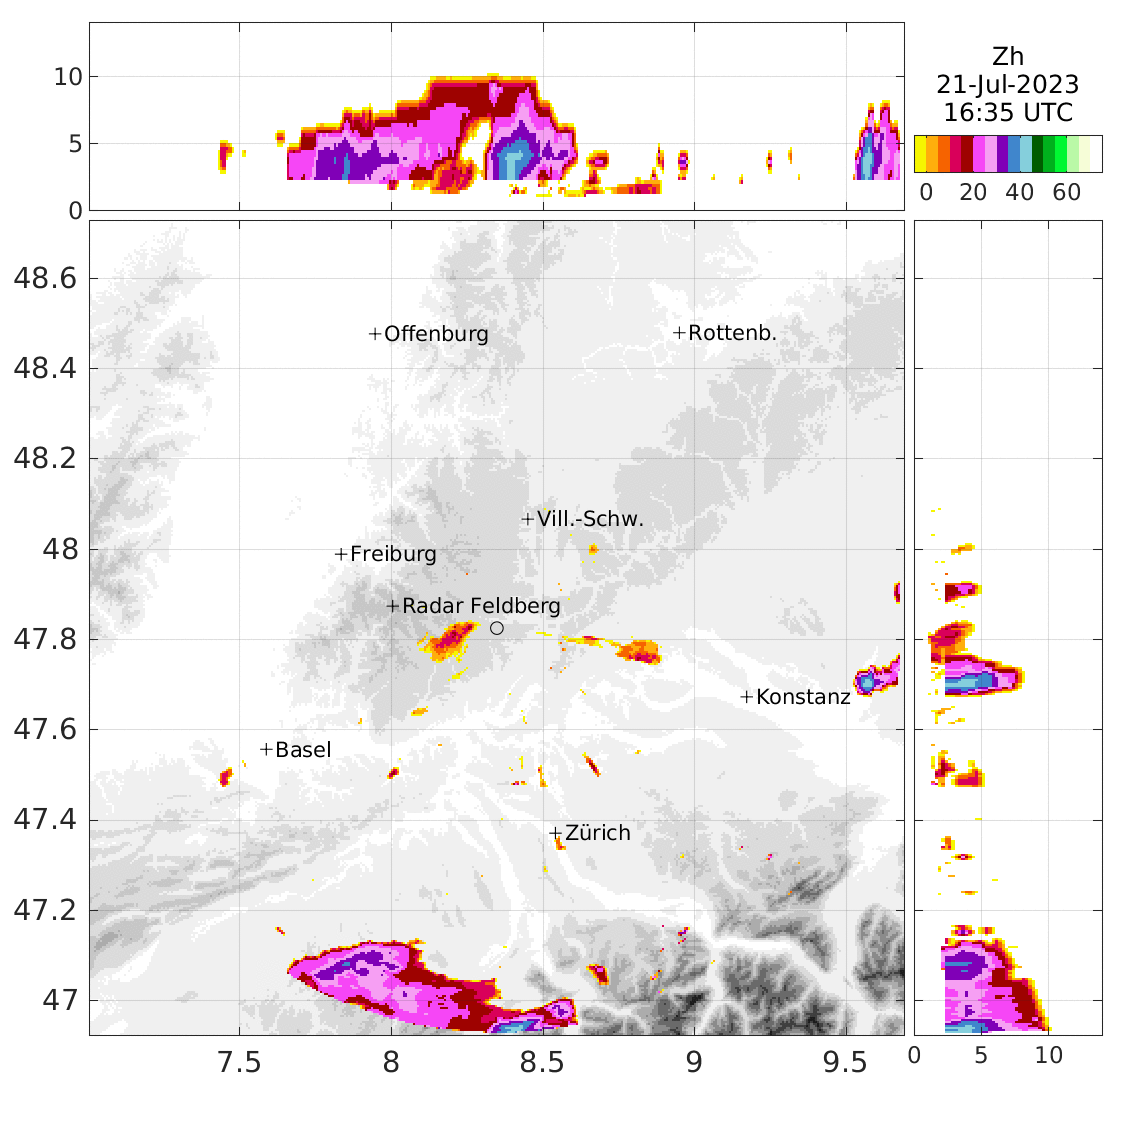 10
5
0
Zh
21-Jul-2023
16:35 UTC
0 20 40 60
48.6
48.4
48.2
48
47.8
47.6
47.4
47.2
47
+Offenburg
+Rottenb.
+Vill.-Schw.
+Freiburg
+Radar Feldberg
+Konstanz
+Basel
+Zürich
7.5 8 8.5 9 9.5
0 5 10